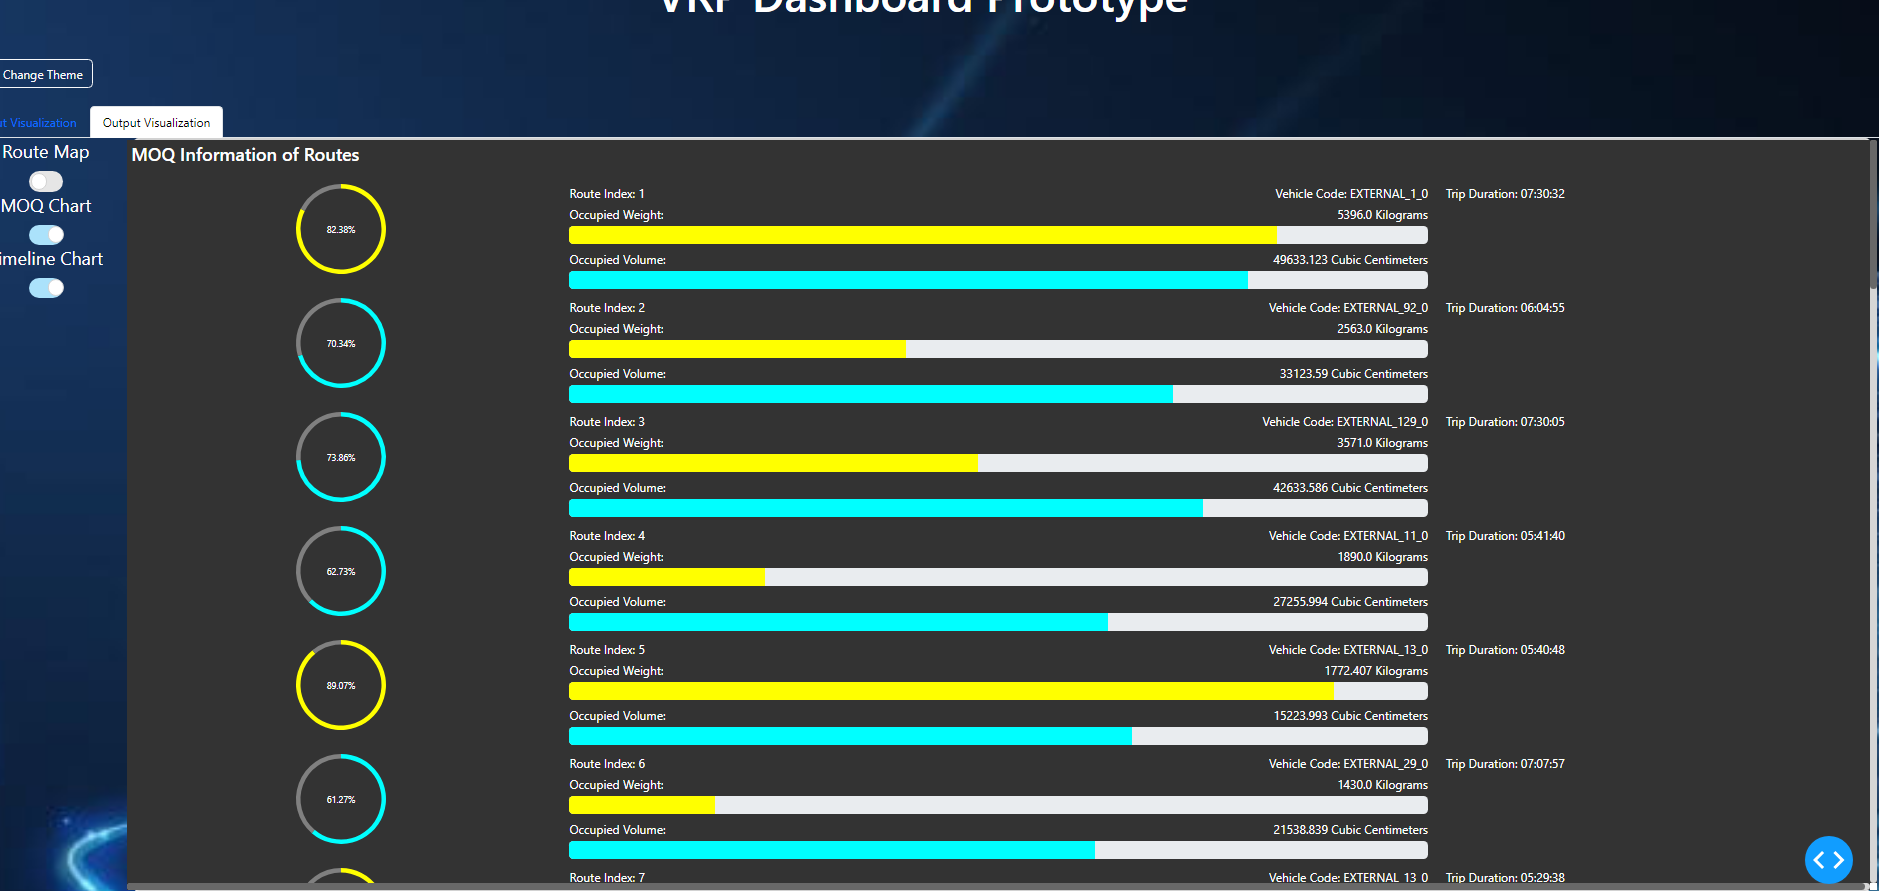 VRP Dashboard Prototype
Change Theme
Visualization
Output Visualization
Route Map
MOQ Chart
imeline Chart
MOQ Information of Routes
82.38%
Route Index: 1 Vehicle Code: EXTERNAL_1_0 Trip Duration: 07:30:32
Occupied Weight: 5396.0 Kilograms
Occupied Volume: 49633.123 Cubic Centimeters
70.34%
Route Index: 2 Vehicle Code: EXTERNAL_92_0 Trip Duration: 06:04:55
Occupied Weight: 2563.0 Kilograms
Occupied Volume: 33123.59 Cubic Centimeters
73.86%
Route Index: 3 Vehicle Code: EXTERNAL_129_0 Trip Duration: 07:30:05
Occupied Weight: 3571.0 Kilograms
Occupied Volume: 42633.586 Cubic Centimeters
62.73%
Route Index: 4 Vehicle Code: EXTERNAL_11_0 Trip Duration: 05:41:40
Occupied Weight: 1890.0 Kilograms
Occupied Volume: 27255.994 Cubic Centimeters
89.07%
Route Index: 5 Vehicle Code: EXTERNAL_13_0 Trip Duration: 05:40:48
Occupied Weight: 1772.407 Kilograms
Occupied Volume: 15223.993 Cubic Centimeters
61.27%
Route Index: 6 Vehicle Code: EXTERNAL_29_0 Trip Duration: 07:07:57
Occupied Weight: 1430.0 Kilograms
Occupied Volume: 21538.839 Cubic Centimeters
Route Index: 7 Vehicle Code: EXTERNAL_13_0 Trip Duration: 05:29:38